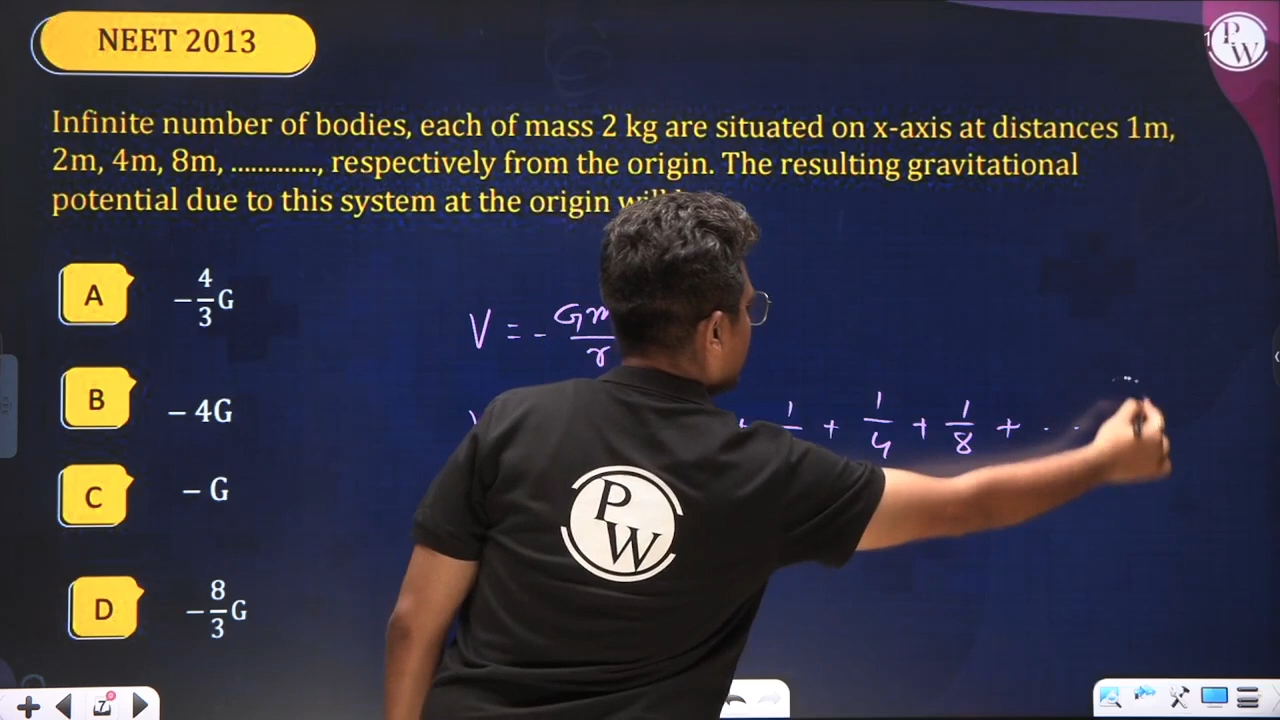 NEET 2013
PW
Infinite number of bodies, each of mass 2 kg are situated on x-axis at distances 1m,
2m, 4m, 8m, ............., respectively from the origin. The resulting gravitational
potential due to this system at the origin
A −4/3 G
V = - Gm/r
B − 4G
+ 1/4 + 1/8 + ...
C − G
PW
D −8/3 G